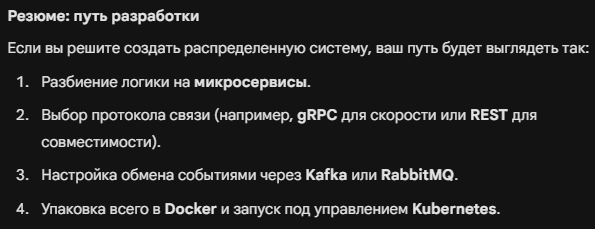 Резюме: путь разработки
Если вы решите создать распределенную систему, ваш путь будет выглядеть так:
1. Разбиение логики на микросервисы.
2. Выбор протокола связи (например, gRPC для скорости или REST для
совместимости).
3. Настройка обмена событиями через Kafka или RabbitMQ.
4. Упаковка всего в Docker и запуск под управлением Kubernetes.